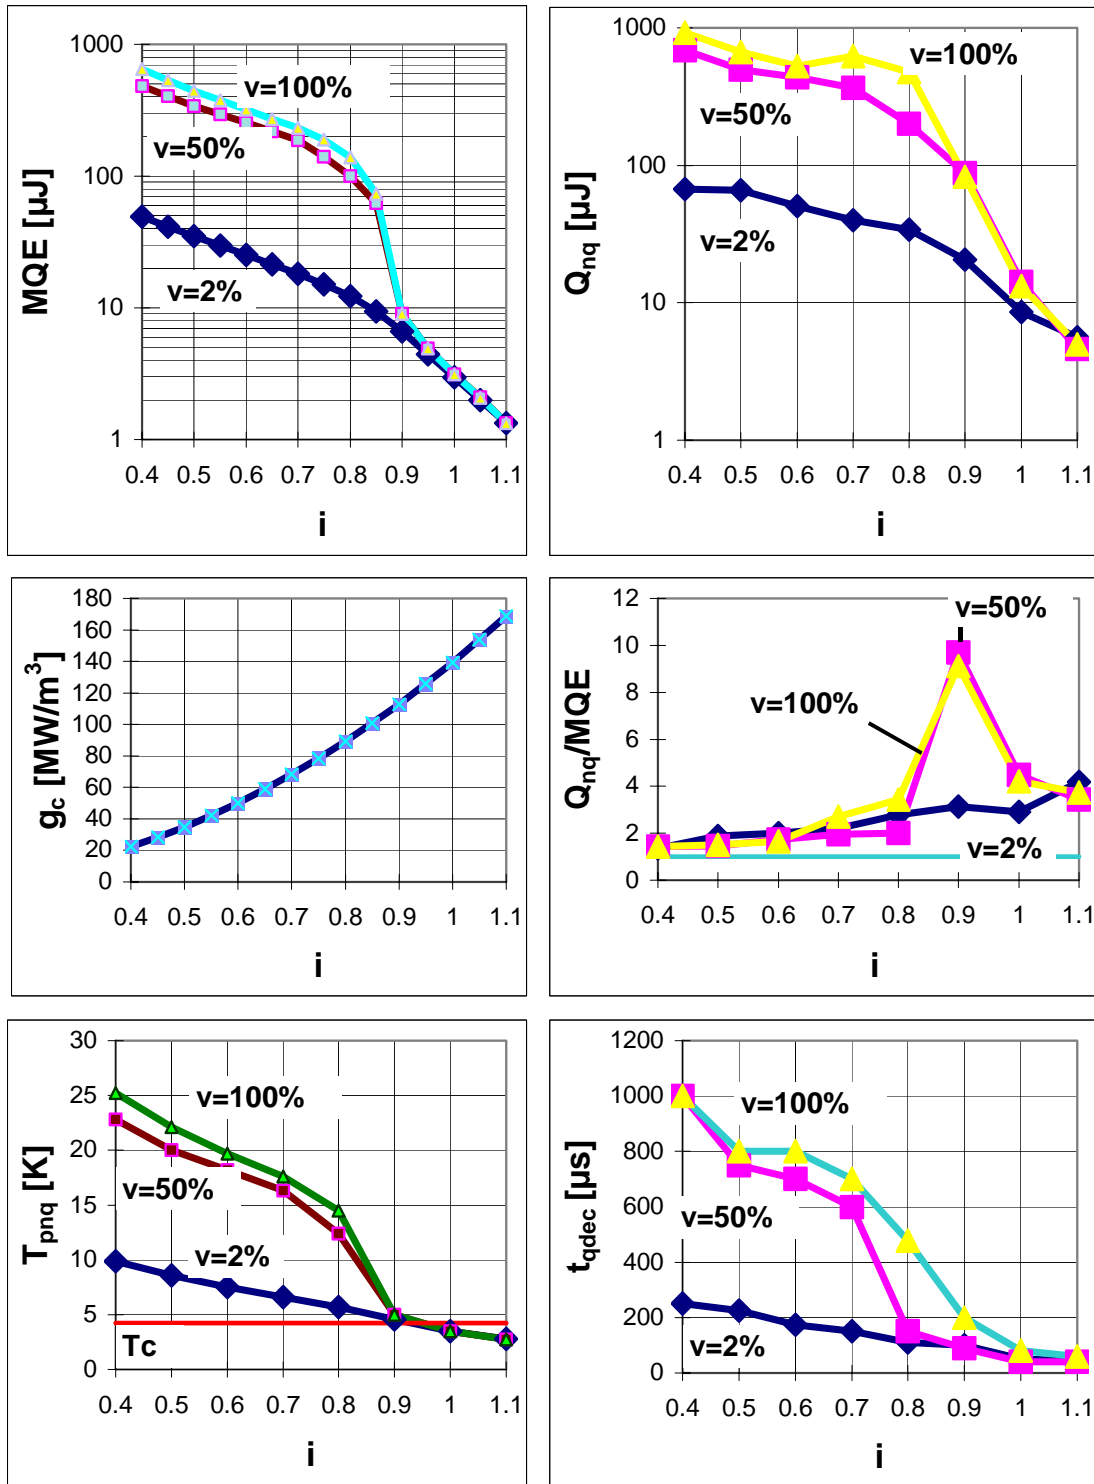 1000
100
10
1
MQE [µJ]
v=100%
v=50%
v=2%
0.4 0.5 0.6 0.7 0.8 0.9 1 1.1
i
1000
100
10
1
Qnq [µJ]
v=100%
v=50%
v=2%
0.4 0.5 0.6 0.7 0.8 0.9 1 1.1
i
180
160
140
120
100
80
60
40
20
0
gc [MW/m³]
0.4 0.5 0.6 0.7 0.8 0.9 1 1.1
i
12
10
8
6
4
2
0
Qnq/MQE
v=50%
v=100%
v=2%
0.4 0.5 0.6 0.7 0.8 0.9 1 1.1
i
30
25
20
15
10
5
0
Tpnq [K]
v=100%
v=50%
v=2%
Tc
0.4 0.5 0.6 0.7 0.8 0.9 1 1.1
i
1200
1000
800
600
400
200
0
tqdec [µs]
v=100%
v=50%
v=2%
0.4 0.5 0.6 0.7 0.8 0.9 1 1.1
i